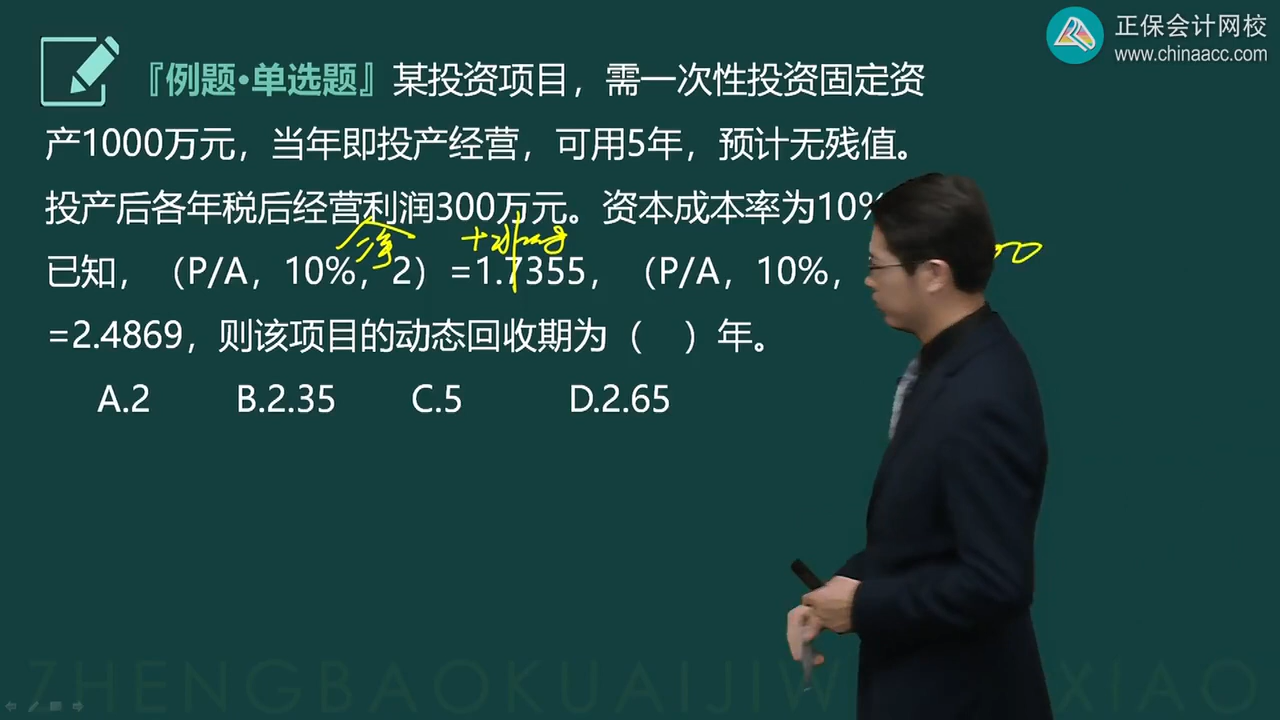 正保会计网校
www.chinaacc.com
『例题·单选题』某投资项目，需一次性投资固定资
产1000万元，当年即投产经营，可用5年，预计无残值。
投产后各年税后经营利润300万元。资本成本率为10%
已知，（P/A，10%，2）=1.7355，（P/A，10%，
=2.4869，则该项目的动态回收期为（ ）年。
A.2 B.2.35 C.5 D.2.65
ZHENGBAOKUAIJIW XIAO